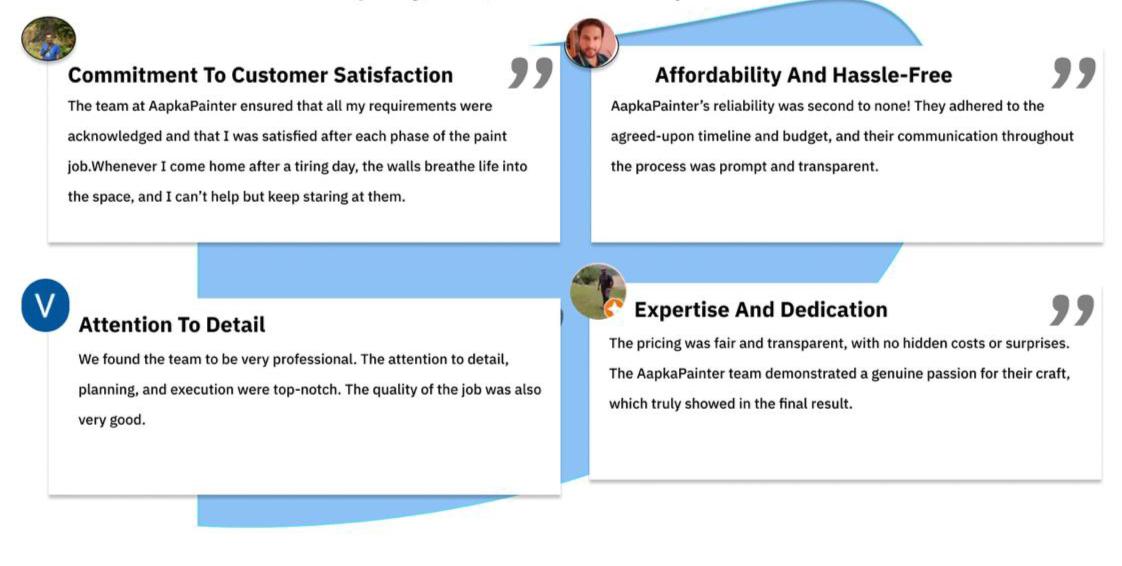 Commitment To Customer Satisfaction
The team at AapkaPainter ensured that all my requirements were
acknowledged and that I was satisfied after each phase of the paint
job.Whenever I come home after a tiring day, the walls breathe life into
the space, and I can't help but keep staring at them.
Affordability And Hassle-Free
AapkaPainter's reliability was second to none! They adhered to the
agreed-upon timeline and budget, and their communication throughout
the process was prompt and transparent.
V
Attention To Detail
We found the team to be very professional. The attention to detail,
planning, and execution were top-notch. The quality of the job was also
very good.
Expertise And Dedication
The pricing was fair and transparent, with no hidden costs or surprises.
The AapkaPainter team demonstrated a genuine passion for their craft,
which truly showed in the final result.